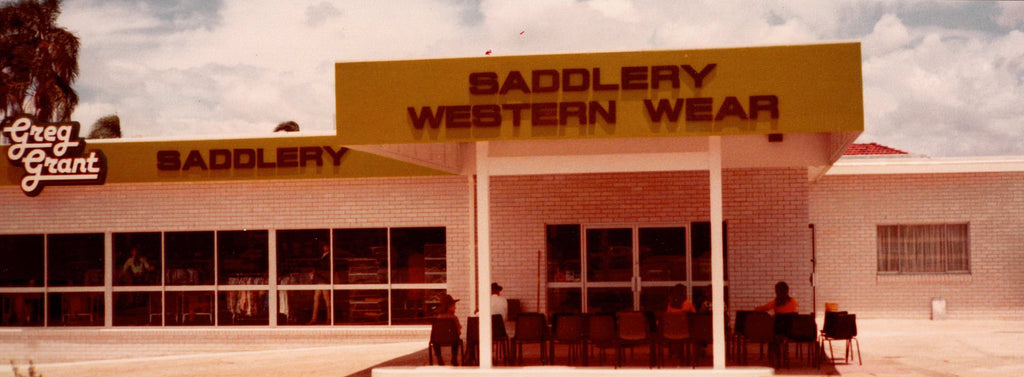 Greg
Grant
SADDLERY
SADDLERY
WESTERN WEAR